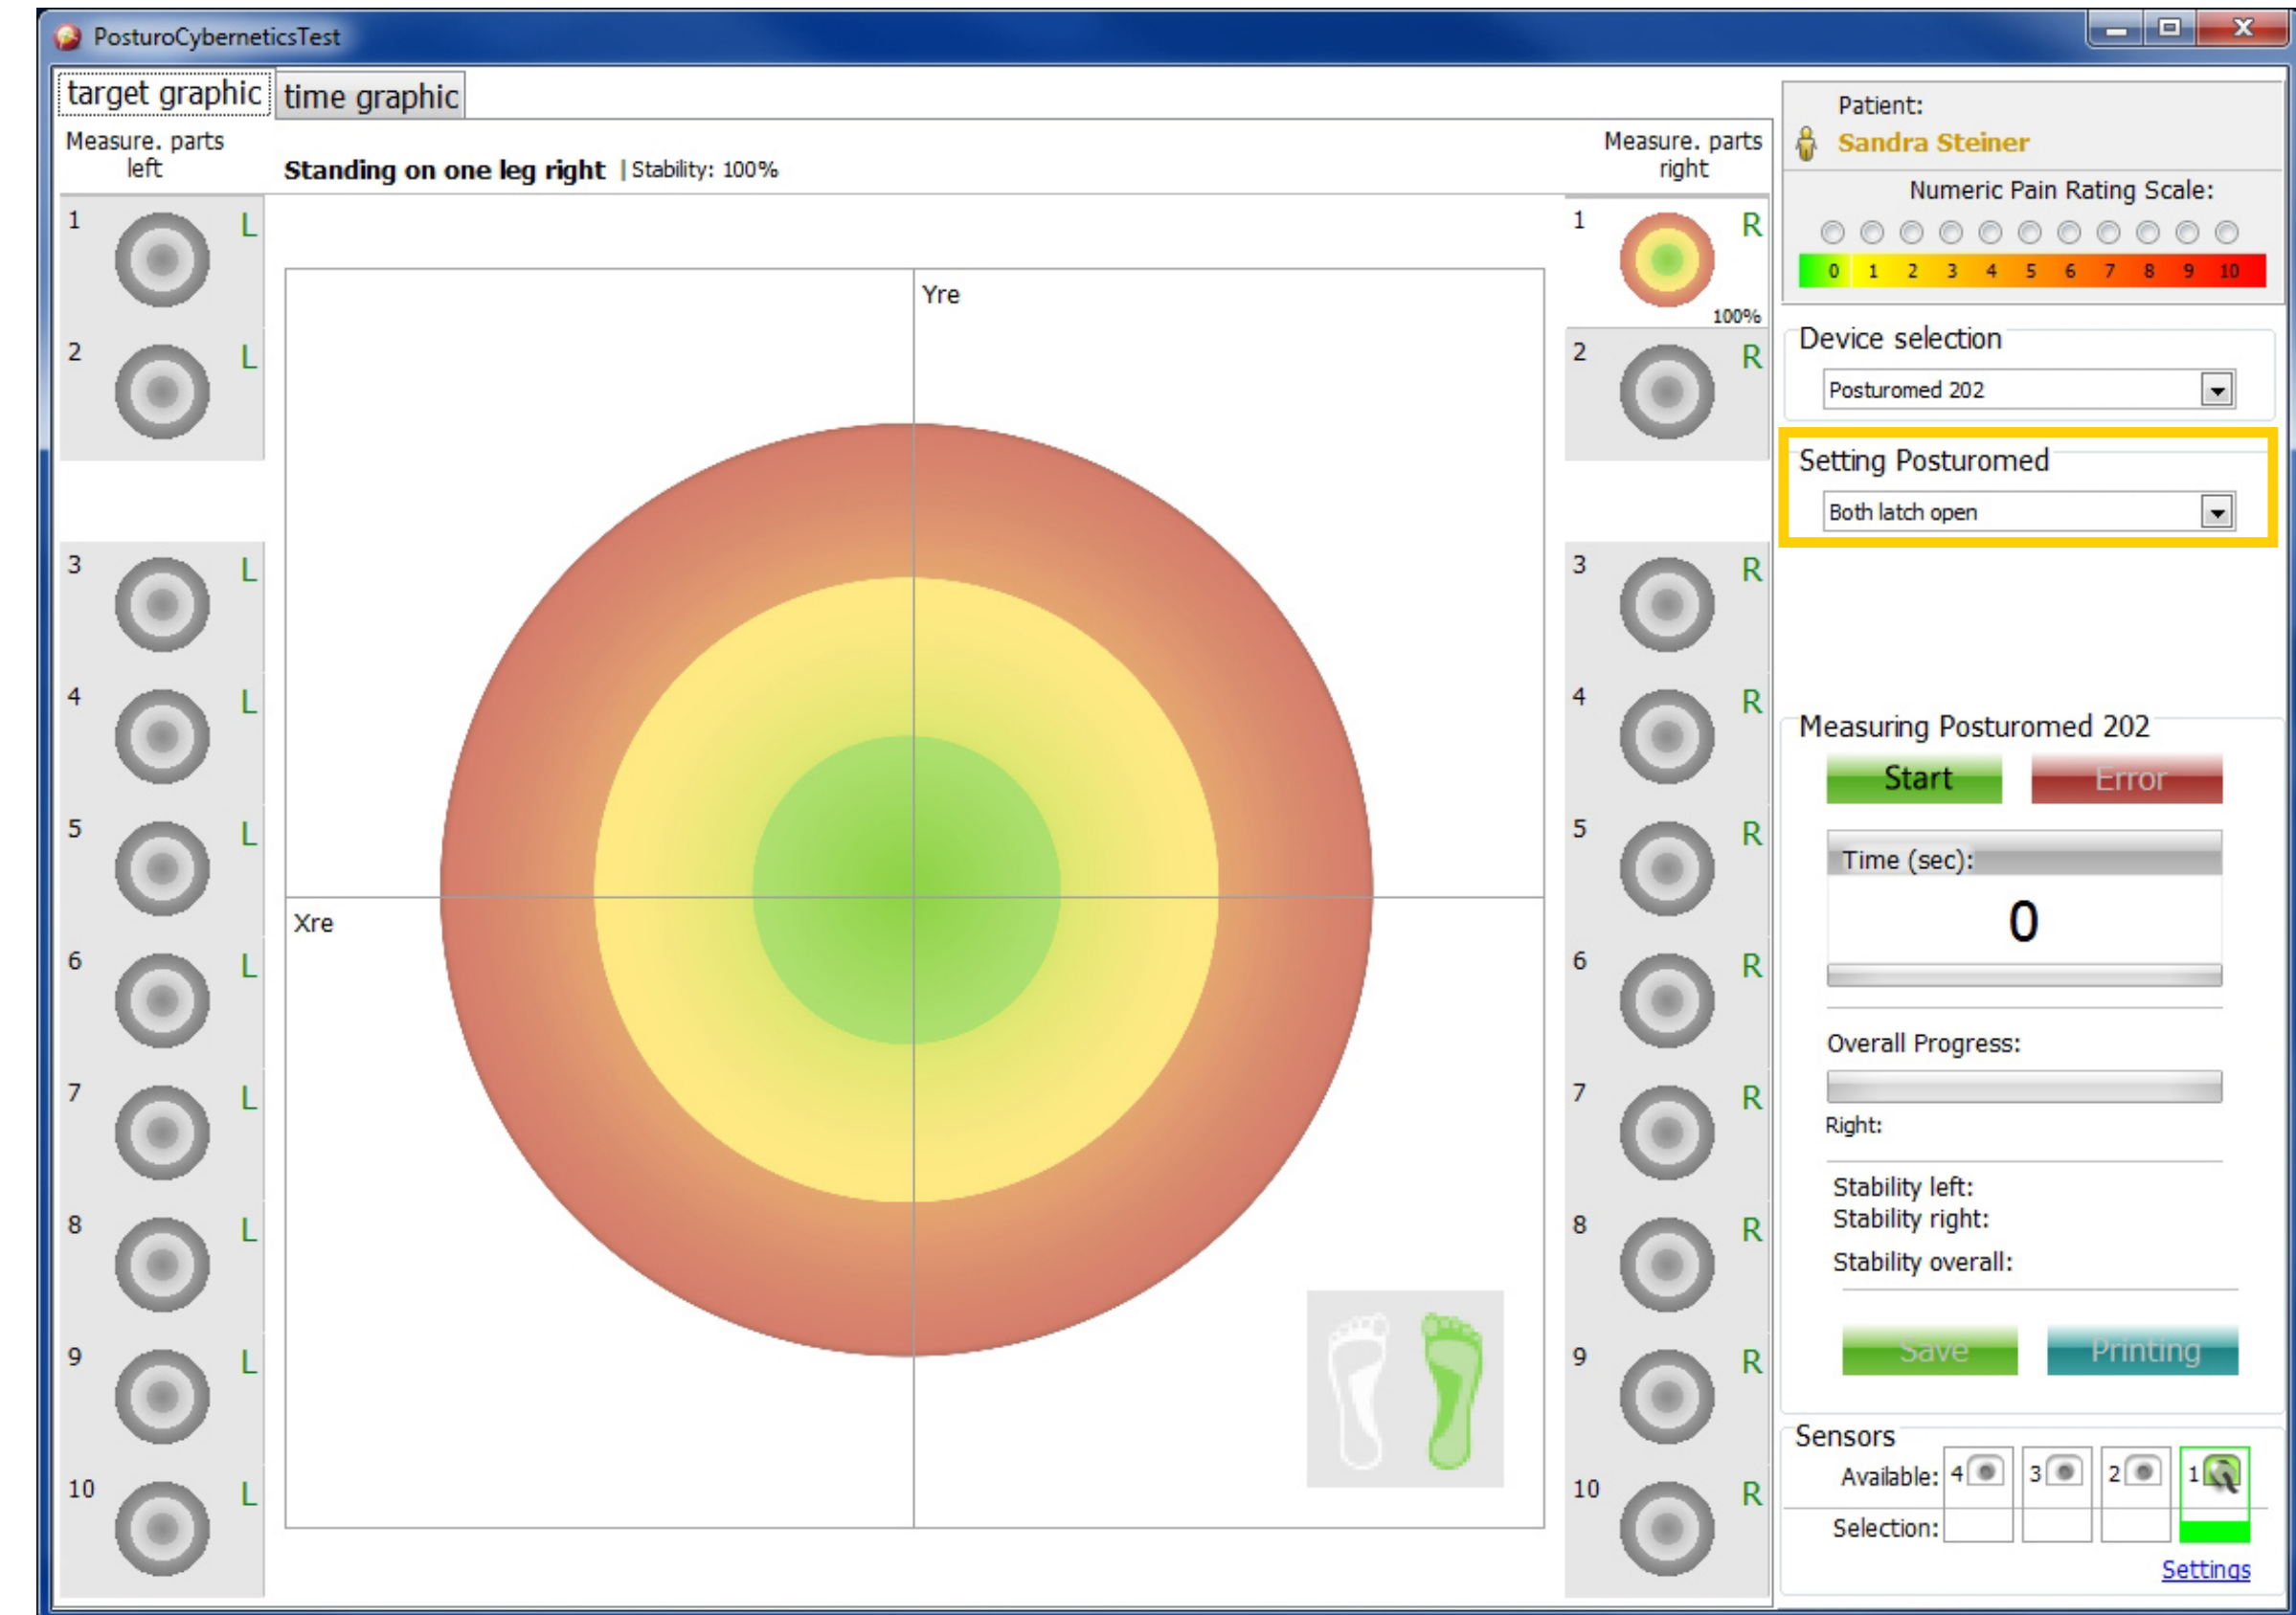 PosturoCyberneticsTest
target graphic
time graphic
Measure. parts
left
Standing on one leg right | Stability: 100%
Measure. parts
right
1 L
2 L
3 L
4 L
5 L
6 L
7 L
8 L
9 L
10 L
Yre
Xre
1 R
100%
2 R
3 R
4 R
5 R
6 R
7 R
8 R
9 R
10 R
Patient:
Sandra Steiner
Numeric Pain Rating Scale:
0 1 2 3 4 5 6 7 8 9 10
Device selection
Posturomed 202
Setting Posturomed
Both latch open
Measuring Posturomed 202
Start Error
Time (sec):
0
Overall Progress:
Right:
Stability left:
Stability right:
Stability overall:
Save Printing
Sensors
Available: 4 3 2 1
Selection:
Settings